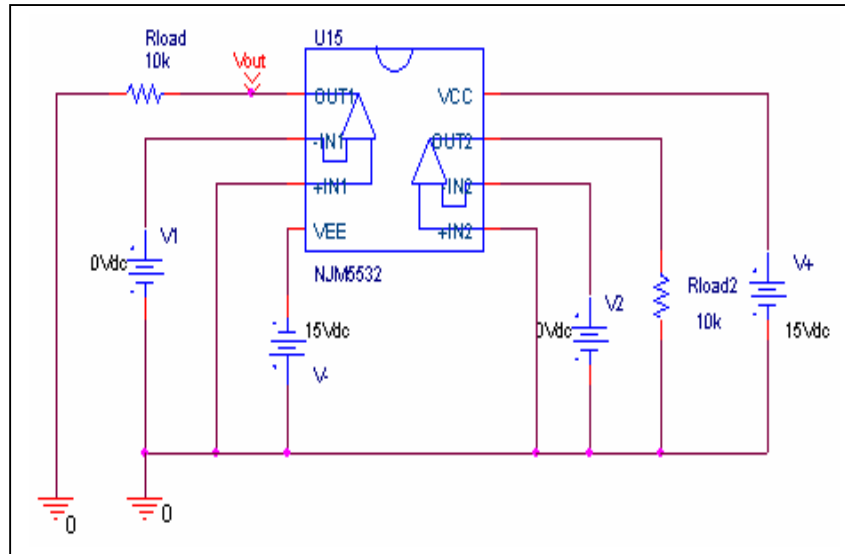 Rload
10k
Vout
U15
OUT1
VCC
-IN1
OUT2
+IN1
-IN2
VEE
+IN2
NJM5532
V1
0Vdc
15Vdc
V-
V2
0Vdc
Rload2
10k
V+
15Vdc
0
0